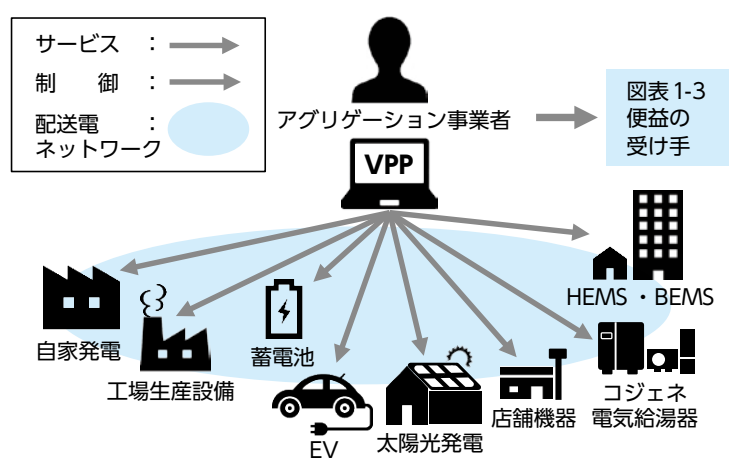 サービス ：
制　御 ：
配送電 ：
ネットワーク
アグリゲーション事業者
図表1-3
便益の
受け手
VPP
HEMS・BEMS
自家発電
工場生産設備
蓄電池
EV
太陽光発電
店舗機器
コジェネ
電気給湯器